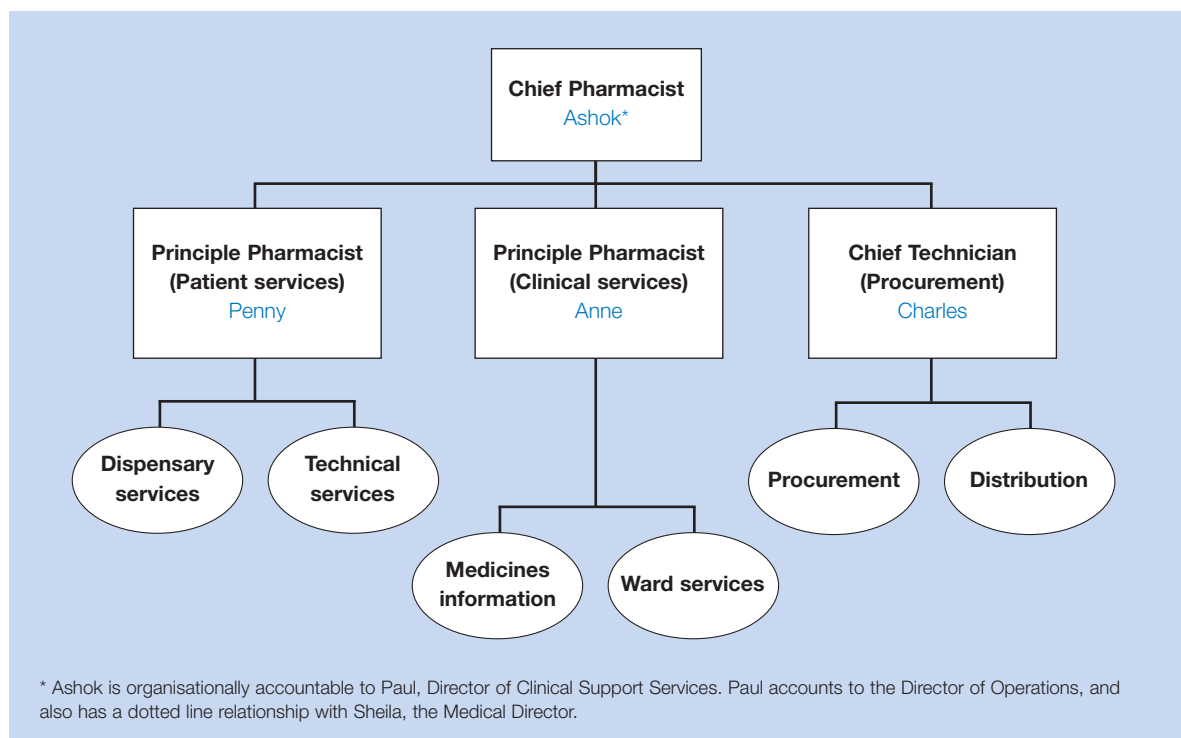 Chief Pharmacist
Ashok*
Principle Pharmacist
(Patient services)
Penny
Principle Pharmacist
(Clinical services)
Anne
Chief Technician
(Procurement)
Charles
Dispensary
services
Technical
services
Procurement
Distribution
Medicines
information
Ward services
* Ashok is organisationally accountable to Paul, Director of Clinical Support Services. Paul accounts to the Director of Operations, and
also has a dotted line relationship with Sheila, the Medical Director.